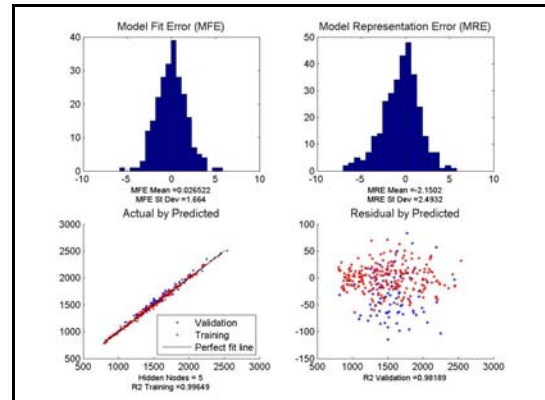 Model Fit Error (MFE)
40
30
20
10
0
-10 -5 0 5 10
MFE Mean =0.026522
MFE St Dev =1.664
Model Representation Error (MRE)
50
40
30
20
10
0
-10 -5 0 5 10
MRE Mean=-2.1502
MRE St Dev =2.4932
Actual by Predicted
3000
2500
2000
1500
1000
500
500 1000 1500 2000 2500 3000
Validation
Training
Perfect fit line
Hidden Nodes = 5
R2 Training =0.99649
Residual by Predicted
100
50
0
-50
-100
-150
500 1000 1500 2000 2500 3000
R2 Validation =0.98189